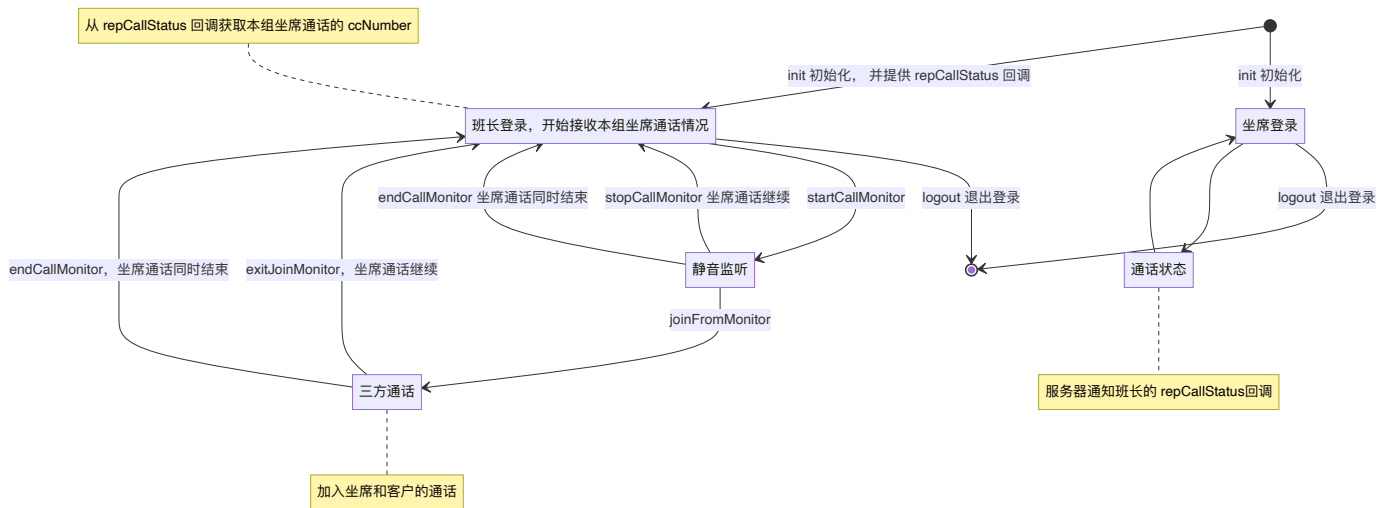 从 repCallStatus 回调获取本组坐席通话的 ccNumber
init 初始化， 并提供 repCallStatus 回调
init 初始化
班长登录，开始接收本组坐席通话情况
坐席登录
endCallMonitor 坐席通话同时结束
stopCallMonitor 坐席通话继续
startCallMonitor
logout 退出登录
logout 退出登录
endCallMonitor，坐席通话同时结束
exitJoinMonitor，坐席通话继续
静音监听
通话状态
joinFromMonitor
三方通话
服务器通知班长的 repCallStatus回调
加入坐席和客户的通话